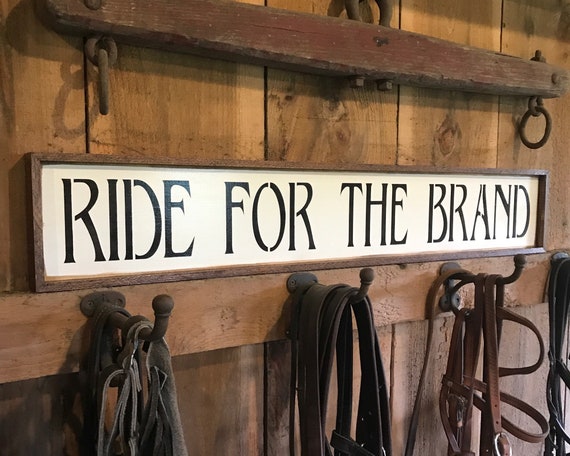 RIDE FOR THE BRAND